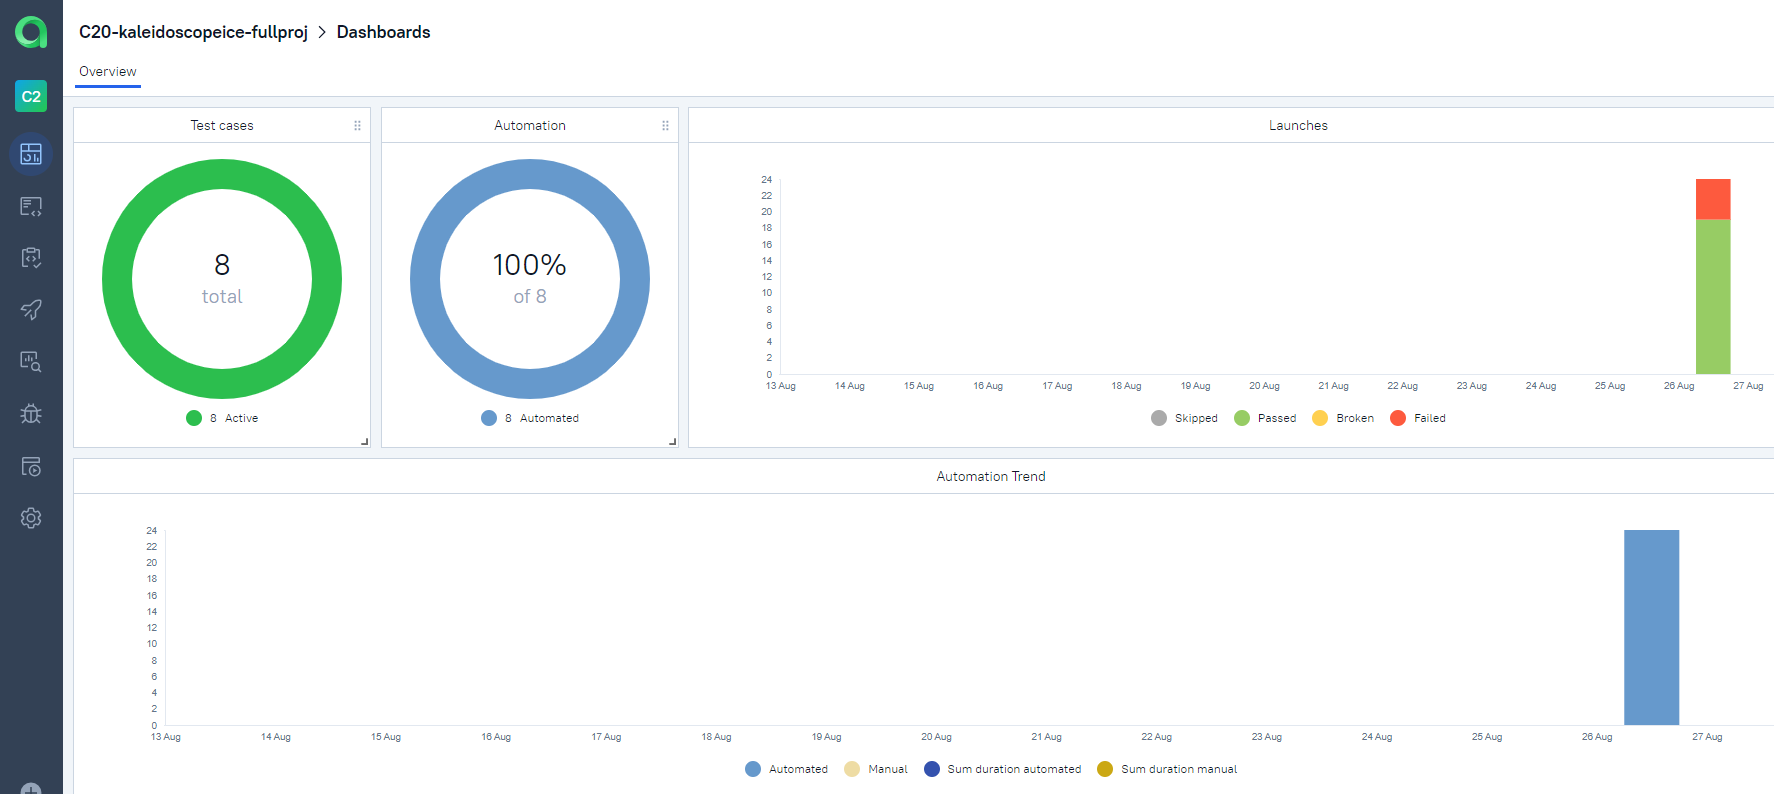 C20-kaleidoscopeice-fullproj > Dashboards
Overview
C2
Test cases
8
total
8 Active
Automation
100%
of 8
8 Automated
Launches
24
22
20
18
16
14
12
10
8
6
4
2
0
13 Aug 14 Aug 15 Aug 16 Aug 17 Aug 18 Aug 19 Aug 20 Aug 21 Aug 22 Aug 23 Aug 24 Aug 25 Aug 26 Aug 27 Aug
Skipped Passed Broken Failed
Automation Trend
24
22
20
18
16
14
12
10
8
6
4
2
0
13 Aug 14 Aug 15 Aug 16 Aug 17 Aug 18 Aug 19 Aug 20 Aug 21 Aug 22 Aug 23 Aug 24 Aug 25 Aug 26 Aug 27 Aug
Automated Manual Sum duration automated Sum duration manual